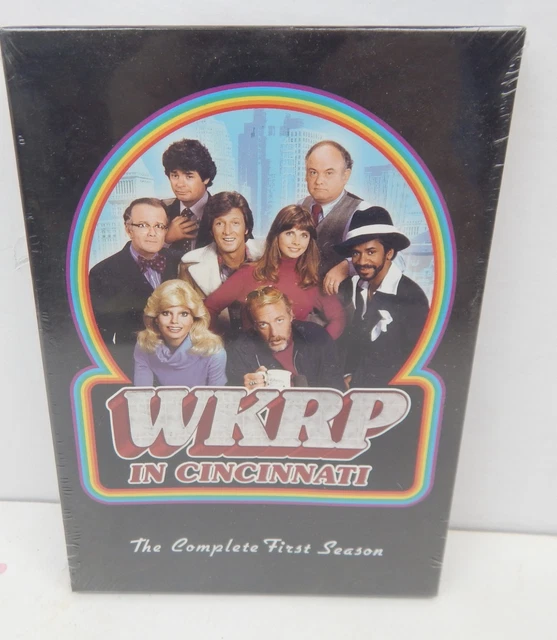 WKRP
IN CINCINNATI
The Complete First Season